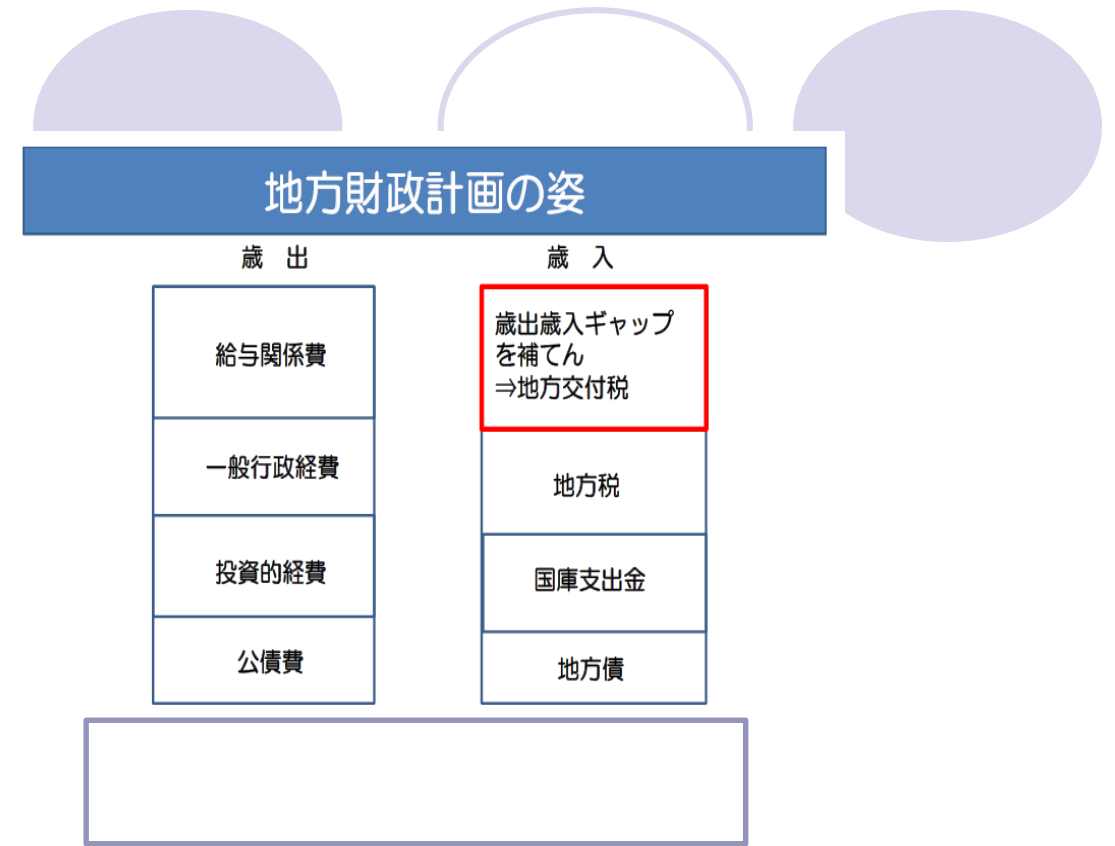 地方財政計画の姿
歳　出
歳　入
給与関係費
一般行政経費
投資的経費
公債費
歳出歳入ギャップ
を補てん
⇒地方交付税
地方税
国庫支出金
地方債